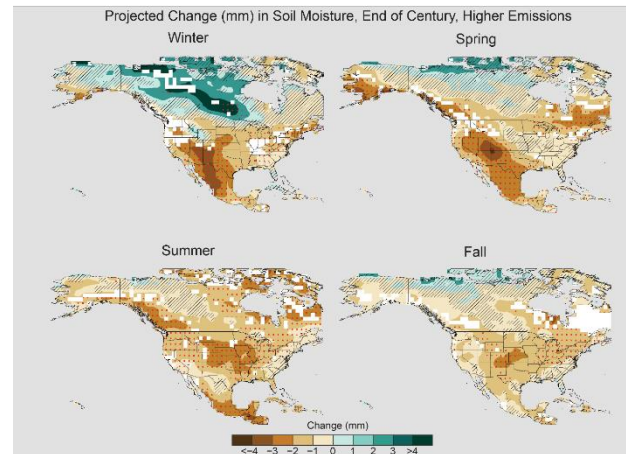 Projected Change (mm) in Soil Moisture, End of Century, Higher Emissions
Winter
Spring
Summer
Fall
Change (mm)
<−4 −3 −2 −1 0 1 2 3 >4